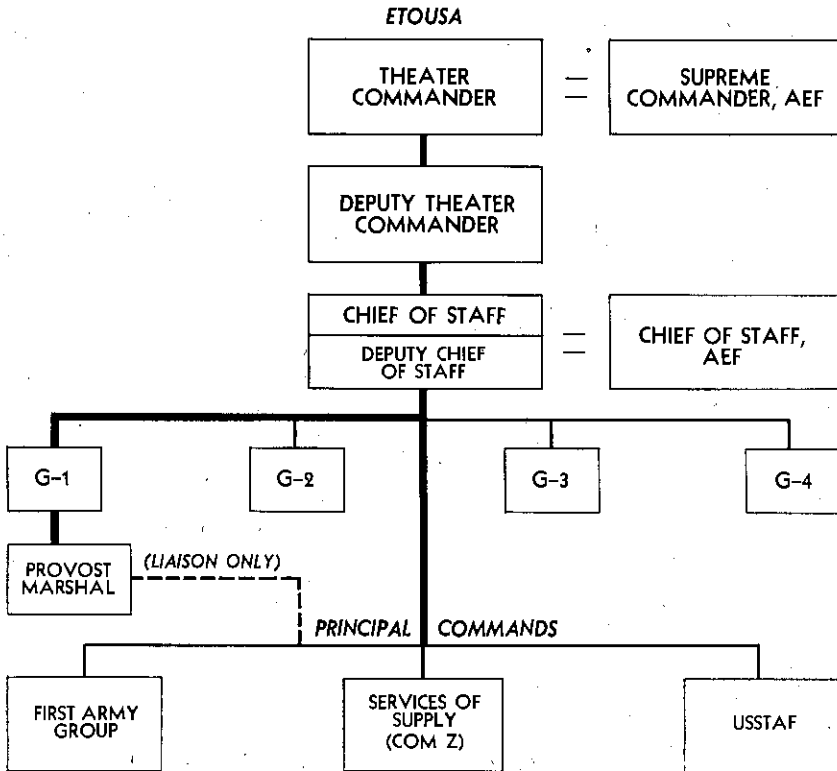 ETOUSA
THEATER
COMMANDER
=
SUPREME
COMMANDER, AEF
DEPUTY THEATER
COMMANDER
CHIEF OF STAFF
DEPUTY CHIEF
OF STAFF
=
CHIEF OF STAFF,
AEF
G-1
G-2
G-3
G-4
PROVOST
MARSHAL
(LIAISON ONLY)
PRINCIPAL COMMANDS
FIRST ARMY
GROUP
SERVICES OF
SUPPLY
(COM Z)
USSTAF